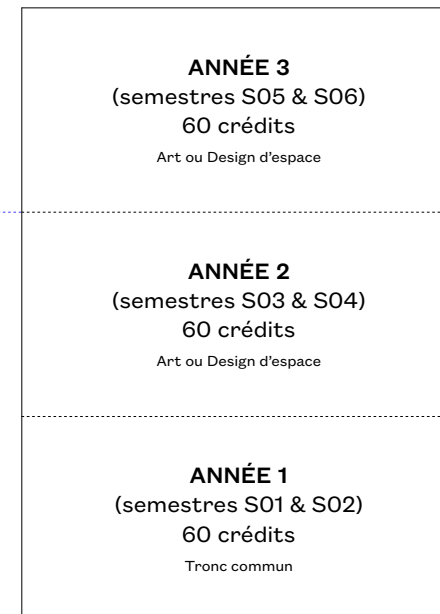 ANNÉE 3
(semestres S05 & S06)
60 crédits
Art ou Design d’espace
ANNÉE 2
(semestres S03 & S04)
60 crédits
Art ou Design d’espace
ANNÉE 1
(semestres S01 & S02)
60 crédits
Tronc commun